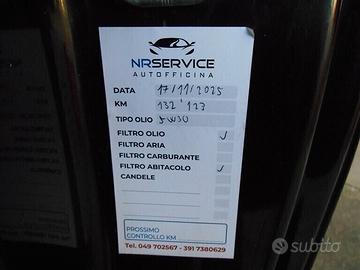 NRSERVICE
AUTOFFICINA
DATA 17/11/2025
KM 132'127
TIPO OLIO 5W30
FILTRO OLIO ✓
FILTRO ARIA
FILTRO CARBURANTE
FILTRO ABITACOLO ✓
CANDELE
PROSSIMO
CONTROLLO KM
Tel. 049 702567 - 391 7380629
subito